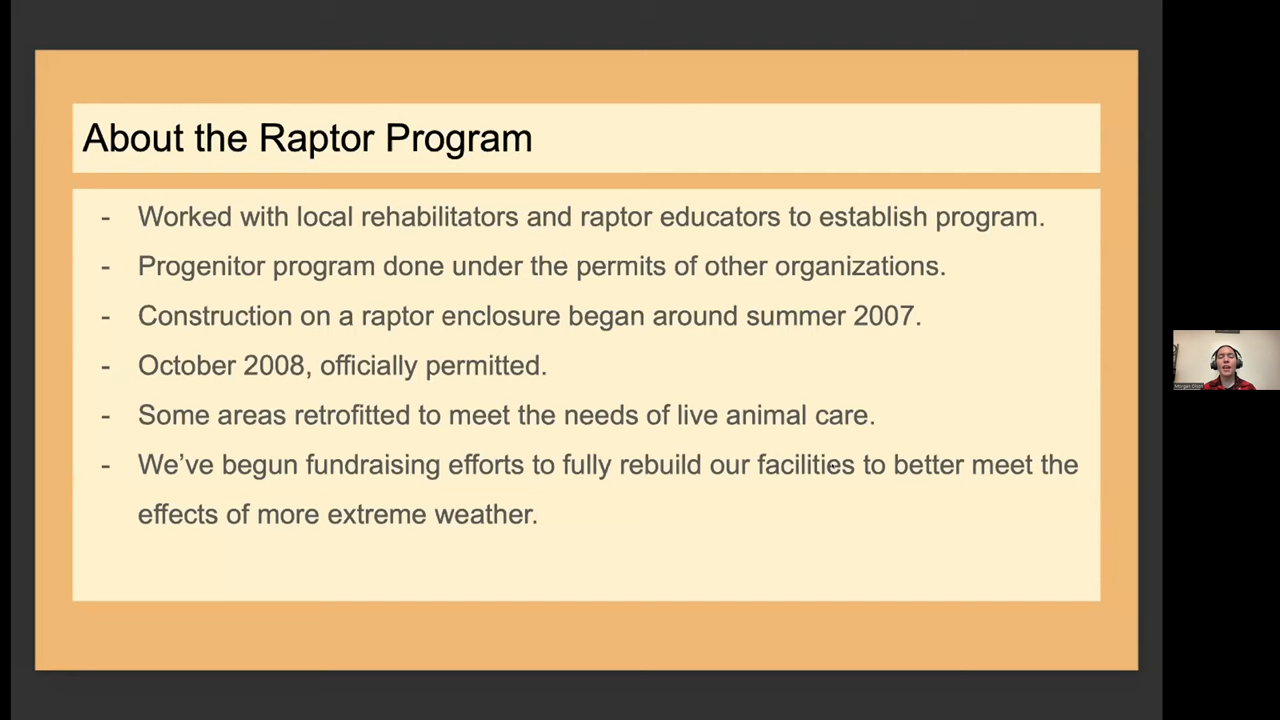 About the Raptor Program
- Worked with local rehabilitators and raptor educators to establish program.
- Progenitor program done under the permits of other organizations.
- Construction on a raptor enclosure began around summer 2007.
- October 2008, officially permitted.
- Some areas retrofitted to meet the needs of live animal care.
- We’ve begun fundraising efforts to fully rebuild our facilities to better meet the
effects of more extreme weather.
Morgan